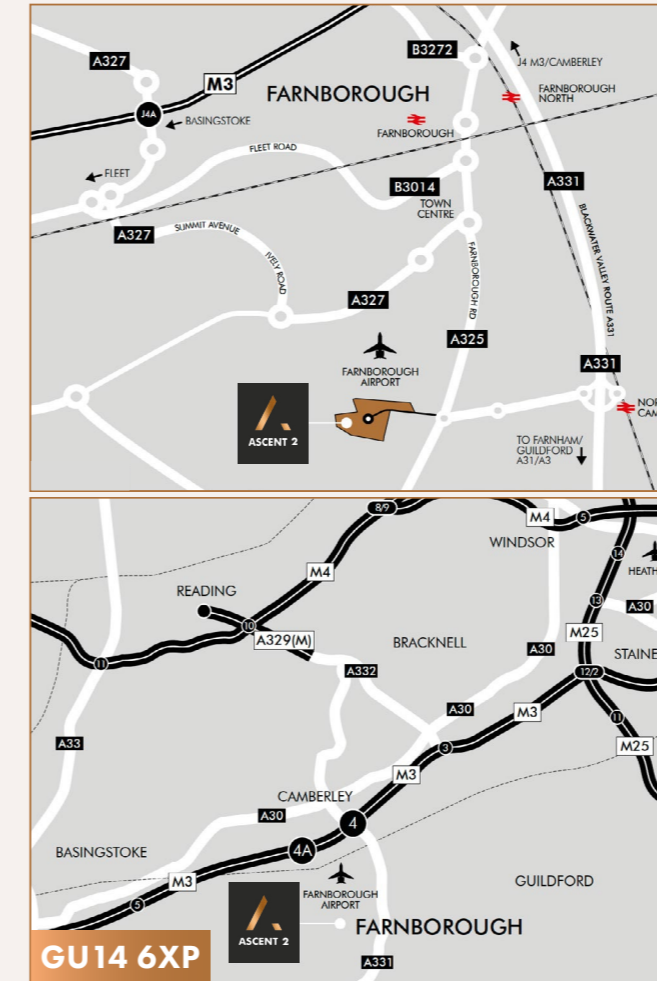 A327
M3
B3272
J4 M3/CAMBERLEY
FARNBOROUGH
NORTH
FARNBOROUGH
J4A
BASINGSTOKE
FARNBOROUGH
FLEET ROAD
FLEET
B3014
TOWN
CENTRE
A331
A327
SUMMIT AVENUE
IVELY ROAD
BLACKWATER VALLEY ROUTE A331
FARNBOROUGH RD
A327
A325
FARNBOROUGH
AIRPORT
A331
ASCENT 2
NOR
CAM
TO FARNHAM/
GUILDFORD
A31/A3
8/9
M4
5
WINDSOR
14
HEATH
M4
READING
13
A30
10
A329(M)
BRACKNELL
M25
A30
STAINE
11
A332
12/2
A30
M3
11
A33
3
M25
M3
CAMBERLEY
A30
4
4A
BASINGSTOKE
M3
FARNBOROUGH
AIRPORT
GUILDFORD
5
ASCENT 2
FARNBOROUGH
GU14 6XP
A331